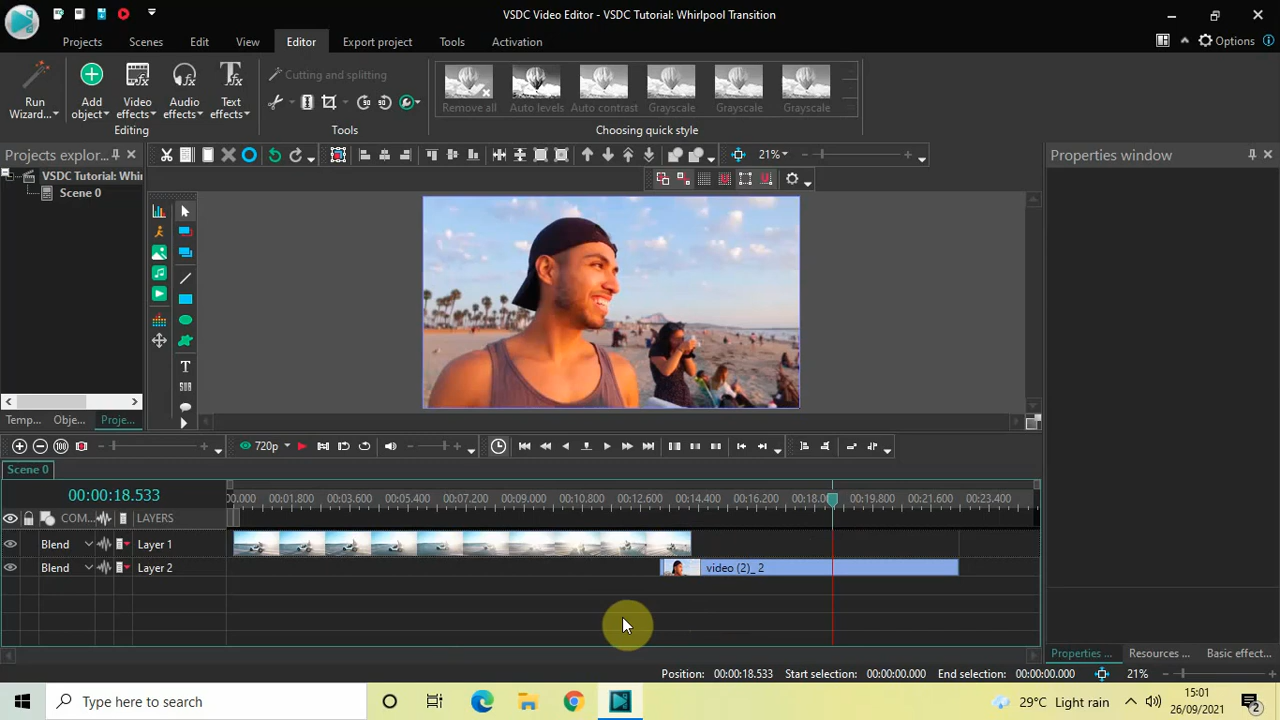 VSDC Video Editor - VSDC Tutorial: Whirlpool Transition
Projects Scenes Edit View Editor Export project Tools Activation
Options
Run Wizard...
Add object
Video effects
Audio effects
Text effects
Editing
Cutting and splitting
Tools
Remove all
Auto levels
Auto contrast
Grayscale
Grayscale
Grayscale
Choosing quick style
Projects explor...
21%
Properties window
VSDC Tutorial: Whir
Scene 0
Temp...
Obje...
Proje...
720p
Scene 0
00:00:18.533
0.000 00:01.800 00:03.600 00:05.400 00:07.200 00:09.000 00:10.800 00:12.600 00:14.400 00:16.200 00:18.00 00:19.800 00:21.600 00:23.400
COM... LAYERS
Blend Layer 1
Blend Layer 2
video (2)_ 2
Properties ...
Resources ...
Basic effect...
Position: 00:00:18.533 Start selection: 00:00:00.000 End selection: 00:00:00.000 21%
Type here to search
29°C Light rain
15:01
26/09/2021
2